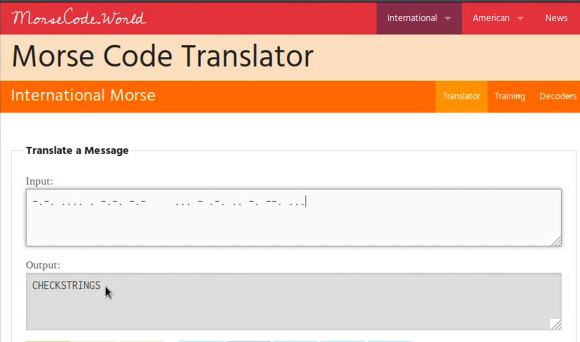 MorseCode.World
International American News
Morse Code Translator
International Morse
Translator Training Decoders
Translate a Message
Input:
-.-. .... . -.-. -.-     ... - .-. .. -. --. ...
Output:
CHECKSTRINGS